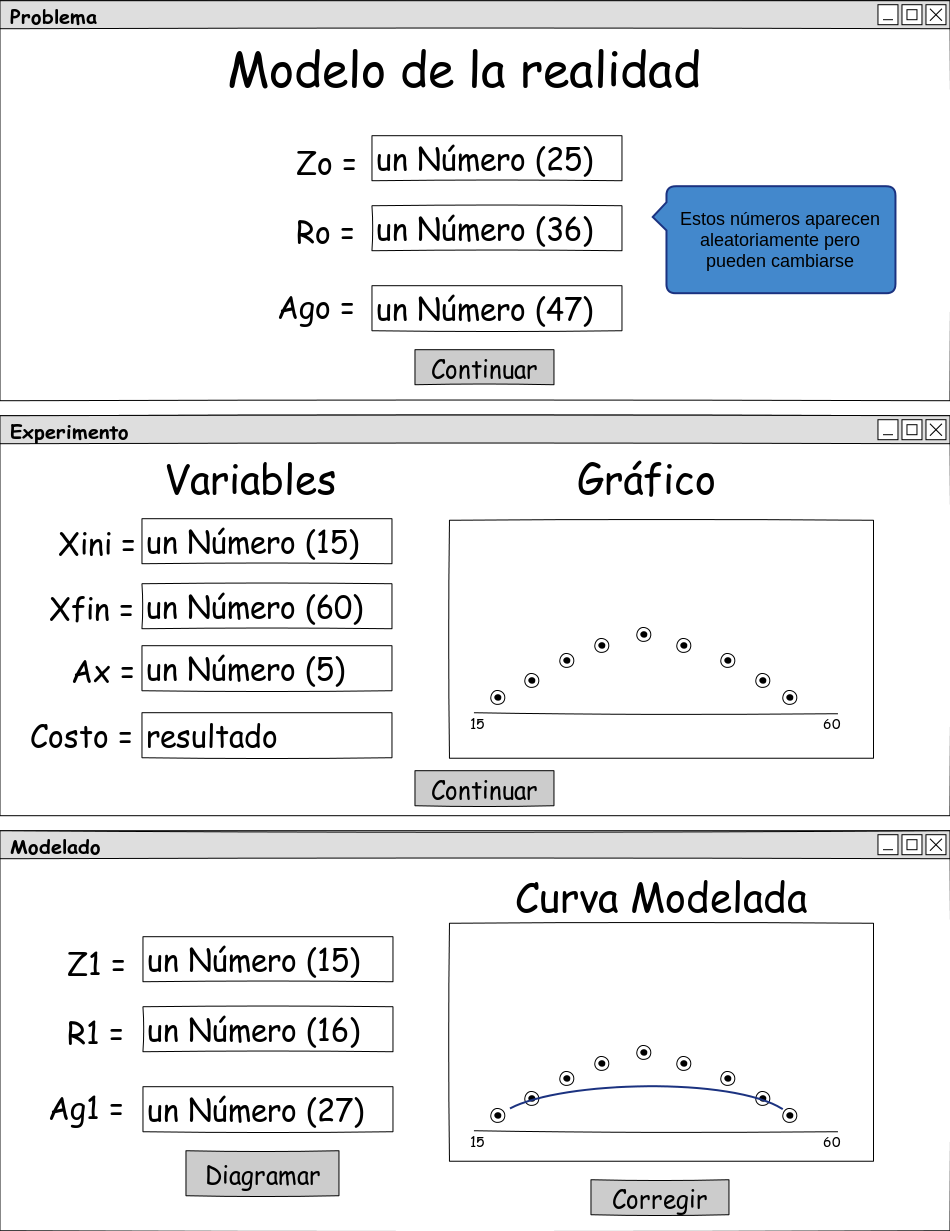 Problema
Modelo de la realidad
Zo = un Número (25)
Ro = un Número (36)
Ago = un Número (47)
Estos números aparecen
aleatoriamente pero
pueden cambiarse
Continuar
Experimento
Variables
Gráfico
Xini = un Número (15)
Xfin = un Número (60)
Ax = un Número (5)
Costo = resultado
15
60
Continuar
Modelado
Curva Modelada
Z1 = un Número (15)
R1 = un Número (16)
Ag1 = un Número (27)
15
60
Diagramar
Corregir